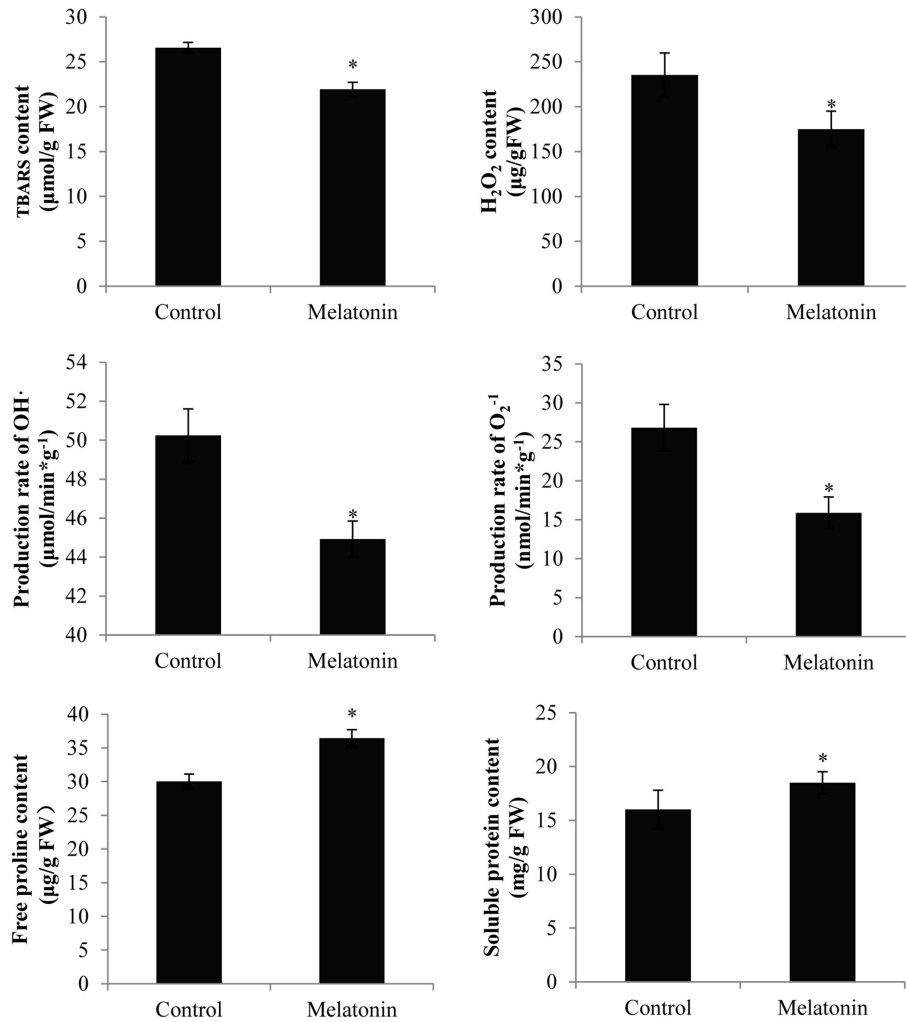 TBARS content
(μmol/g FW)
30
25
20
15
10
5
0
*
Control Melatonin
H₂O₂ content
(μg/gFW)
300
250
200
150
100
50
0
*
Control Melatonin
Production rate of OH·
(μmol/min*g⁻¹)
54
52
50
48
46
44
42
40
*
Control Melatonin
Production rate of O₂⁻¹
(nmol/min*g⁻¹)
35
30
25
20
15
10
5
0
*
Control Melatonin
Free proline content
(μg/g FW)
40
35
30
25
20
15
10
5
0
*
Control Melatonin
Soluble protein content
(mg/g FW)
25
20
15
10
5
0
*
Control Melatonin